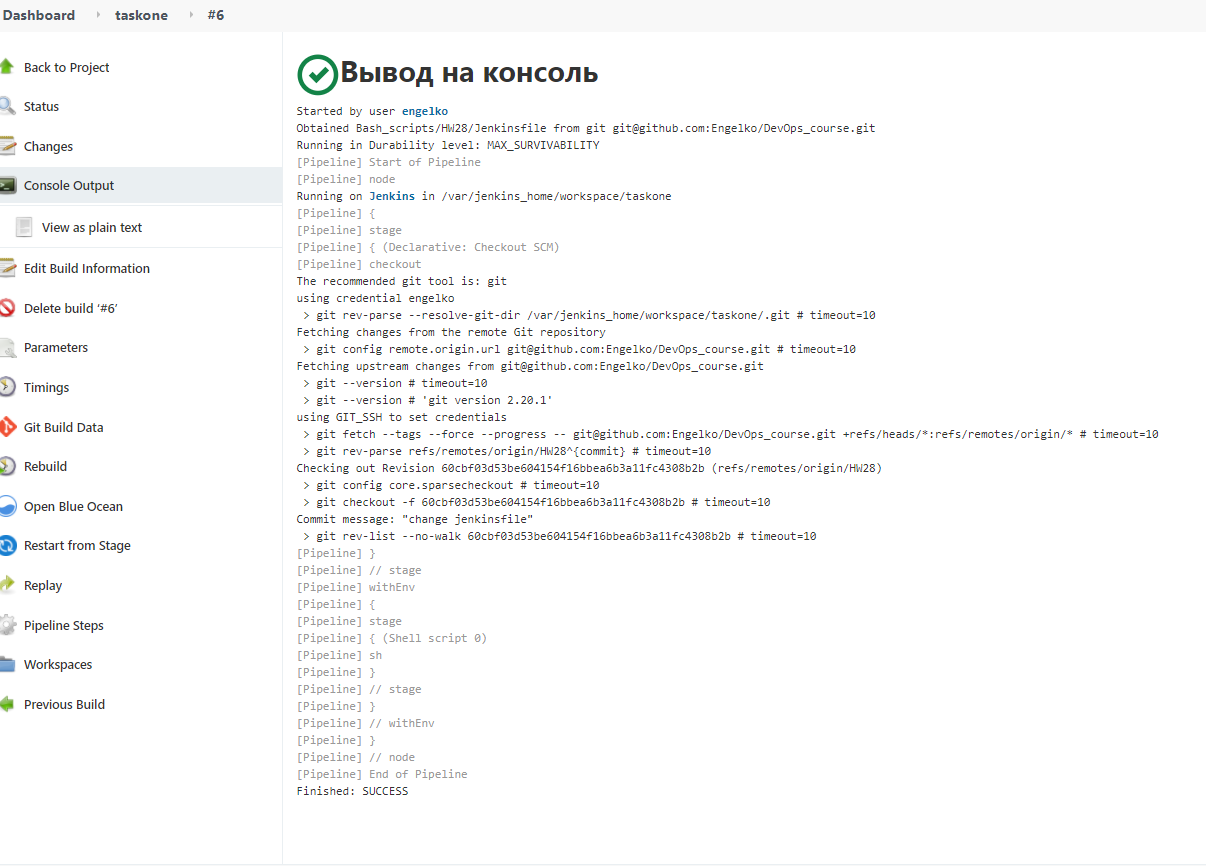 Dashboard taskone #6
Back to Project
Status
Changes
Console Output
View as plain text
Edit Build Information
Delete build ‘#6’
Parameters
Timings
Git Build Data
Rebuild
Open Blue Ocean
Restart from Stage
Replay
Pipeline Steps
Workspaces
Previous Build
Вывод на консоль
Started by user engelko
Obtained Bash_scripts/HW28/Jenkinsfile from git git@github.com:Engelko/DevOps_course.git
Running in Durability level: MAX_SURVIVABILITY
[Pipeline] Start of Pipeline
[Pipeline] node
Running on Jenkins in /var/jenkins_home/workspace/taskone
[Pipeline] {
[Pipeline] stage
[Pipeline] { (Declarative: Checkout SCM)
[Pipeline] checkout
The recommended git tool is: git
using credential engelko
> git rev-parse --resolve-git-dir /var/jenkins_home/workspace/taskone/.git # timeout=10
Fetching changes from the remote Git repository
> git config remote.origin.url git@github.com:Engelko/DevOps_course.git # timeout=10
Fetching upstream changes from git@github.com:Engelko/DevOps_course.git
> git --version # timeout=10
> git --version # 'git version 2.20.1'
using GIT_SSH to set credentials
> git fetch --tags --force --progress -- git@github.com:Engelko/DevOps_course.git +refs/heads/*:refs/remotes/origin/* # timeout=10
> git rev-parse refs/remotes/origin/HW28^{commit} # timeout=10
Checking out Revision 60cbf03d53be604154f16bbea6b3a11fc4308b2b (refs/remotes/origin/HW28)
> git config core.sparsecheckout # timeout=10
> git checkout -f 60cbf03d53be604154f16bbea6b3a11fc4308b2b # timeout=10
Commit message: "change jenkinsfile"
> git rev-list --no-walk 60cbf03d53be604154f16bbea6b3a11fc4308b2b # timeout=10
[Pipeline] }
[Pipeline] // stage
[Pipeline] withEnv
[Pipeline] {
[Pipeline] stage
[Pipeline] { (Shell script 0)
[Pipeline] sh
[Pipeline] }
[Pipeline] // stage
[Pipeline] }
[Pipeline] // withEnv
[Pipeline] }
[Pipeline] // node
[Pipeline] End of Pipeline
Finished: SUCCESS